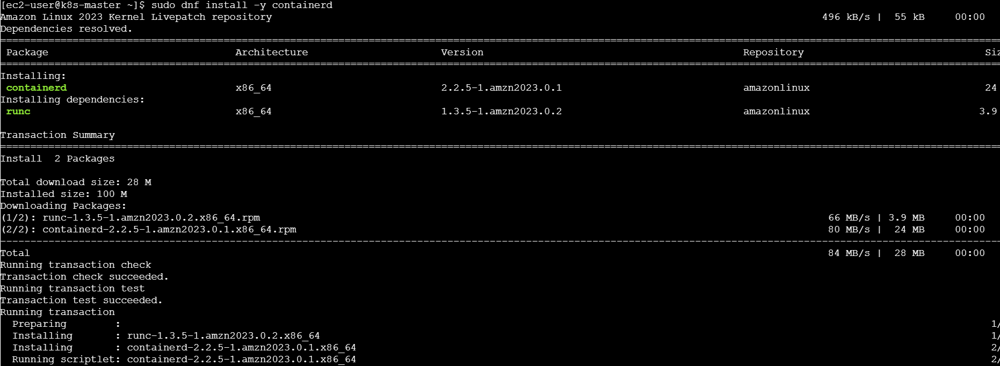 [ec2-user@k8s-master ~]$ sudo dnf install -y containerd
Amazon Linux 2023 Kernel Livepatch repository 496 kB/s | 55 kB 00:00
Dependencies resolved.
Package Architecture Version Repository Siz
Installing:
containerd x86_64 2.2.5-1.amzn2023.0.1 amazonlinux 24
Installing dependencies:
runc x86_64 1.3.5-1.amzn2023.0.2 amazonlinux 3.9
Transaction Summary
Install 2 Packages
Total download size: 28 M
Installed size: 100 M
Downloading Packages:
(1/2): runc-1.3.5-1.amzn2023.0.2.x86_64.rpm 66 MB/s | 3.9 MB 00:00
(2/2): containerd-2.2.5-1.amzn2023.0.1.x86_64.rpm 80 MB/s | 24 MB 00:00
Total 84 MB/s | 28 MB 00:00
Running transaction check
Transaction check succeeded.
Running transaction test
Transaction test succeeded.
Running transaction
Preparing : 1/
Installing : runc-1.3.5-1.amzn2023.0.2.x86_64 1/
Installing : containerd-2.2.5-1.amzn2023.0.1.x86_64 2/
Running scriptlet: containerd-2.2.5-1.amzn2023.0.1.x86_64 2/